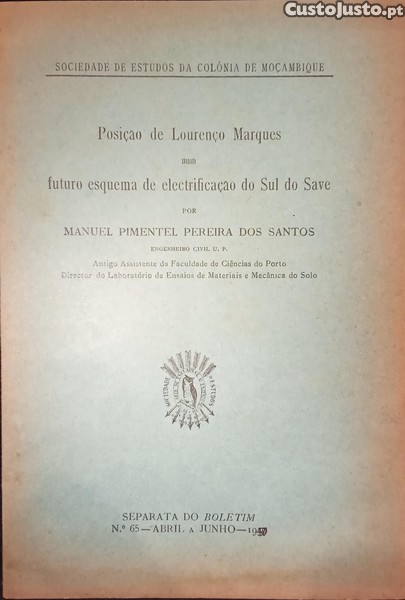 CustoJusto.pt
SOCIEDADE DE ESTUDOS DA COLÓNIA DE MOÇAMBIQUE
Posição de Lourenço Marques
num
futuro esquema de electrificação do Sul do Save
POR
MANUEL PIMENTEL PEREIRA DOS SANTOS
ENGENHEIRO CIVIL U. P.
Antigo Assistente da Faculdade de Ciências do Porto
Director do Laboratório de Ensaios de Materiais e Mecânica do Solo
SOCIEDADE
ESTUDOS
SEPARATA DO BOLETIM
N.º 65—ABRIL A JUNHO—